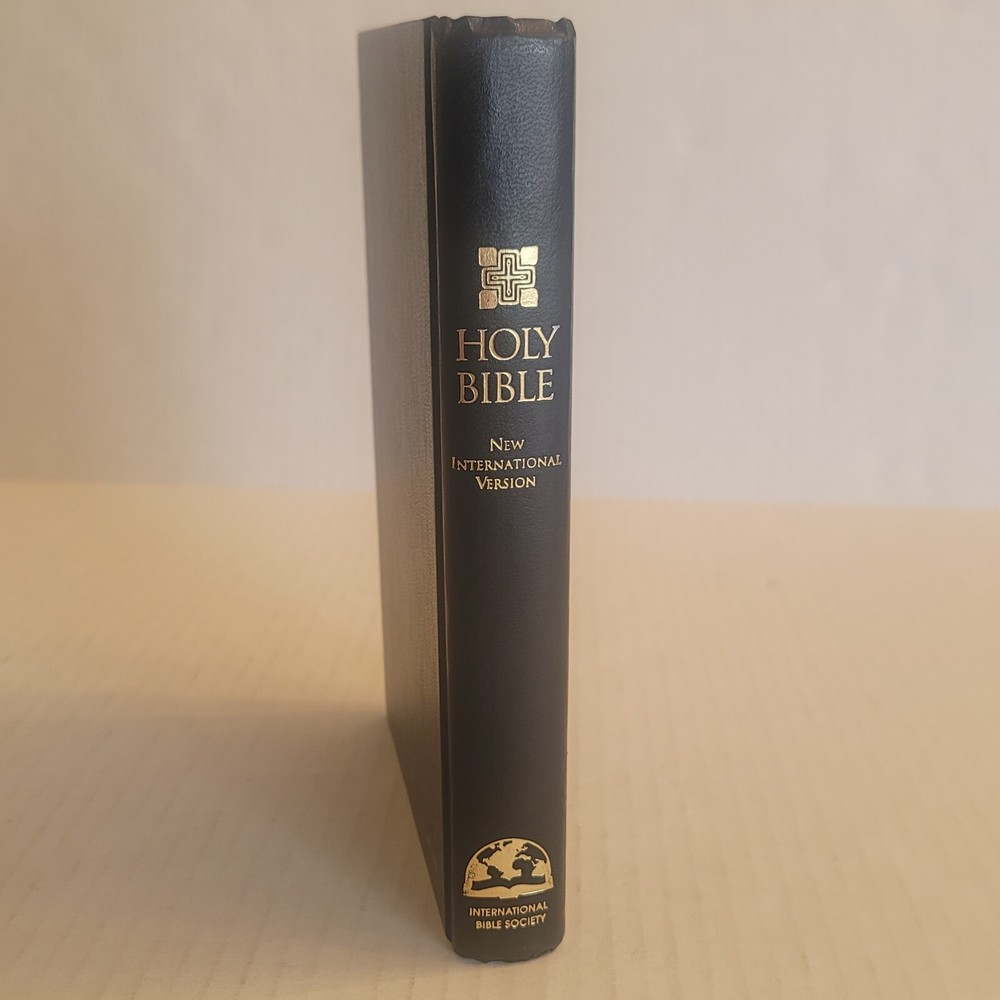 HOLY
BIBLE
NEW
INTERNATIONAL
VERSION
INTERNATIONAL
BIBLE SOCIETY